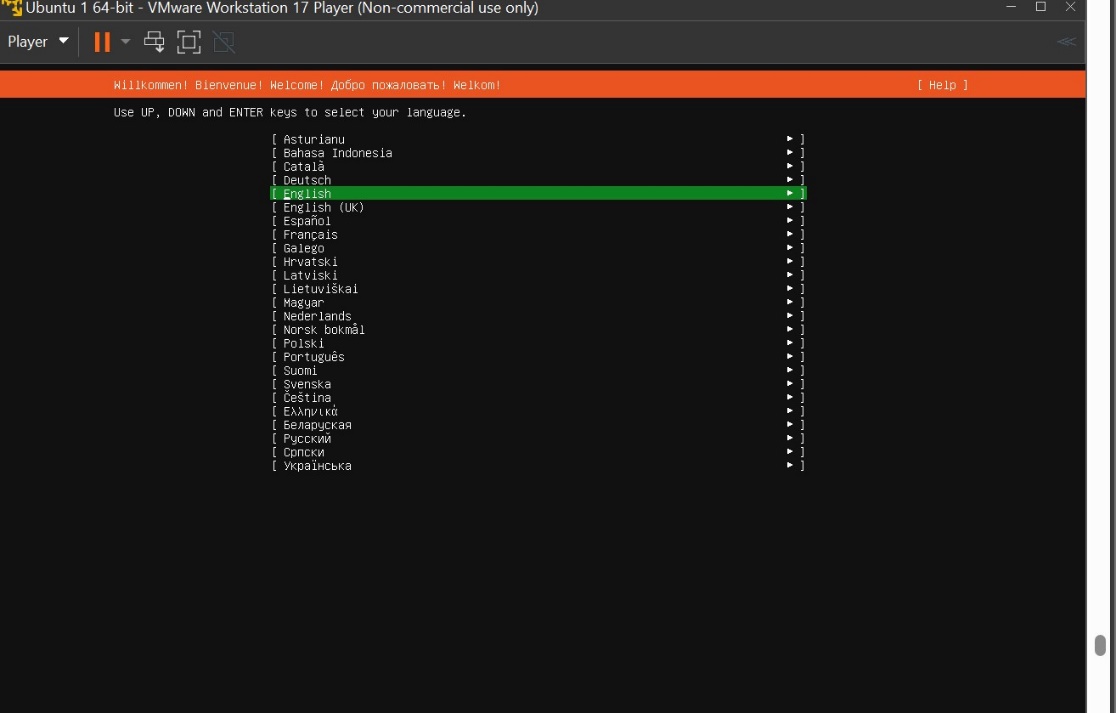 Ubuntu 1 64-bit - VMware Workstation 17 Player (Non-commercial use only)
Player
Willkommen! Bienvenue! Welcome! Добро пожаловать! Welkom! [ Help ]
Use UP, DOWN and ENTER keys to select your language.
[ Asturianu ► ]
[ Bahasa Indonesia ► ]
[ Català ► ]
[ Deutsch ► ]
[ English ► ]
[ English (UK) ► ]
[ Español ► ]
[ Français ► ]
[ Galego ► ]
[ Hrvatski ► ]
[ Latviski ► ]
[ Lietuviškai ► ]
[ Magyar ► ]
[ Nederlands ► ]
[ Norsk bokmål ► ]
[ Polski ► ]
[ Português ► ]
[ Suomi ► ]
[ Svenska ► ]
[ Čeština ► ]
[ Ελληνικά ► ]
[ Беларуская ► ]
[ Русский ► ]
[ Српски ► ]
[ Українська ► ]